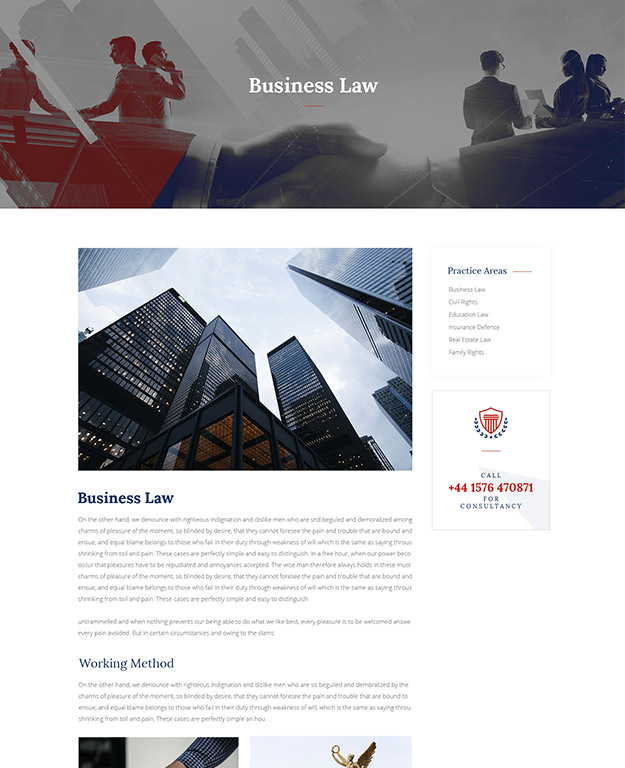 Business Law
Business Law
On the other hand, we denounce with righteous indignation and dislike men who are snd beguled and demoralized among
charms of pleasure of the moment, so blinded by desire, that they cannot foresee the pain and trouble that are bound and
ensue; and equal blame belongs to those who fail in their duty through weakness of will which is the same as saying throus
shrinking from toil and pain. These cases are perfectly simple and easy to distinguish. In a free hour, when our power beco
occur that pleasures have to be repudiated and annoyances accepted. The wise man therefore always holds in these must
charms of pleasure of the moment, so blinded by desire, that they cannot foresee the pain and trouble that are bound and
ensue; and equal blame belongs to those who fail in their duty through weakness of will which is the same as saying throus
shrinking from toil and pain. These cases are perfectly simple and easy to distinguish.
untrammelled and when nothing prevents our being able to do what we like best, every pleasure is to be welcomed answe
every pain avoided. But in certain circumstances and owing to the clams
Working Method
On the other hand, we denounce with righteous indignation and dislike men who are so beguiled and demoralized by the
charms of pleasure of the moment, so blinded by desire, that they cannot foresee the pain and trouble that are bound to
ensue; and equal blame belongs to those who fail in their duty through weakness of will, which is the same as saying throu
shrinking from toil and pain. These cases are perfectly simple an hou
Practice Areas
Business Law
Civil Rights
Education Law
Insurance Defence
Real Estate Law
Family Rights
CALL
+44 1576 470871
FOR
CONSULTANCY